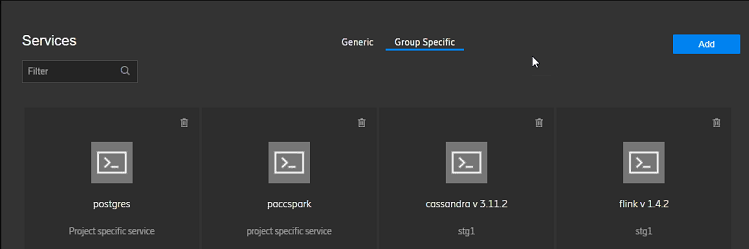 Services
Generic
Group Specific
Add
Filter
postgres
paccspark
cassandra v 3.11.2
flink v 1.4.2
Project specific service
project specific service
stg1
stg1